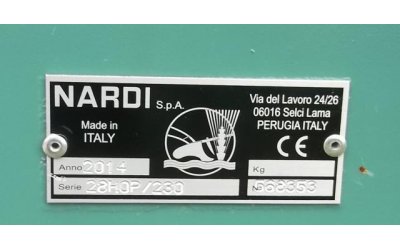 NARDI S.p.A.
Made in
ITALY
Via del Lavoro 24/26
06016 Selci Lama
PERUGIA ITALY
CE
Anno 2014
Kg
Serie 28HOP/230
N° 568353